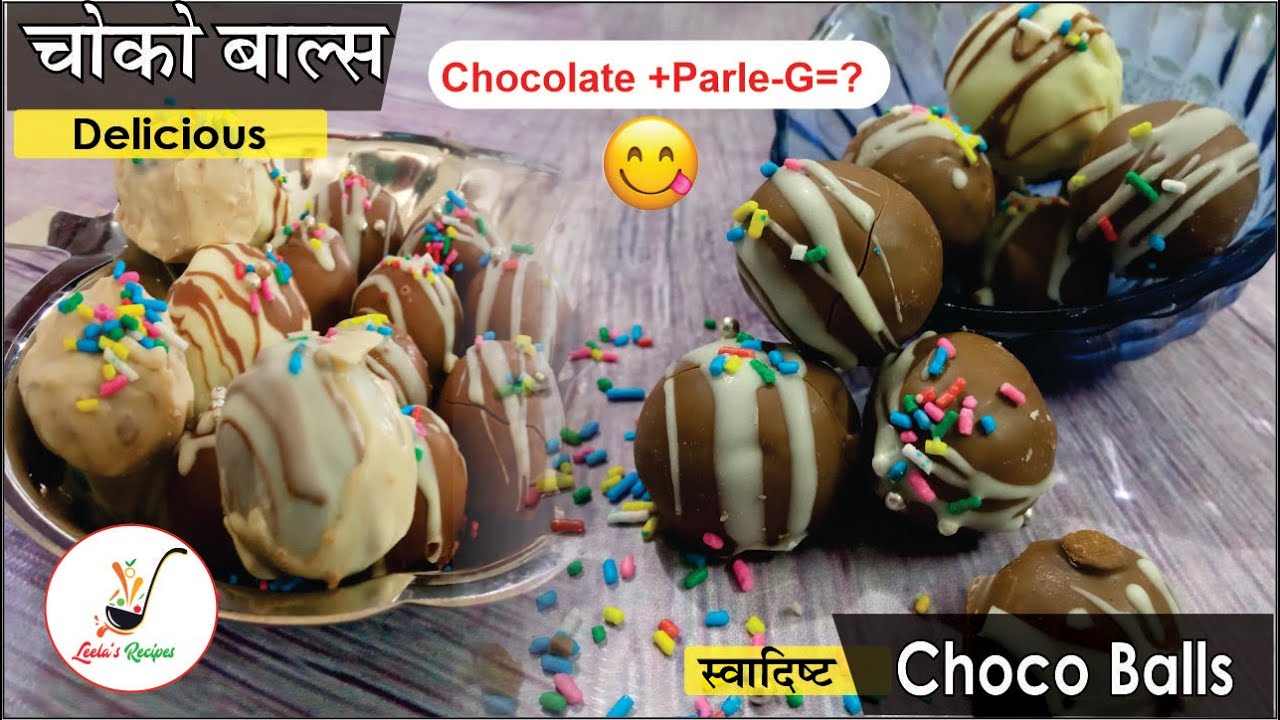 चोको बाल्स
Delicious
Chocolate +Parle-G=?
Leela's Recipes
स्वादिष्ट
Choco Balls